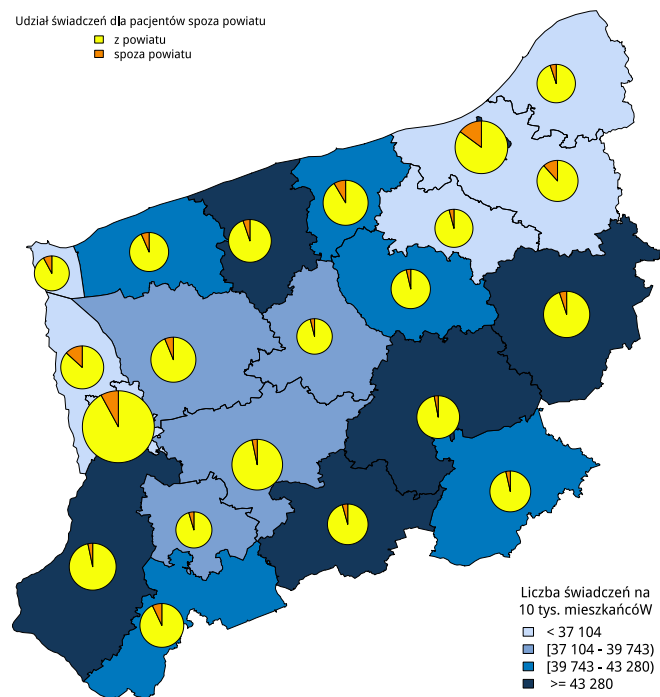 Udział świadczeń dla pacjentów spoza powiatu
z powiatu
spoza powiatu
Liczba świadczeń na
10 tys. mieszkańcóW
< 37 104
[37 104 - 39 743)
[39 743 - 43 280)
>= 43 280